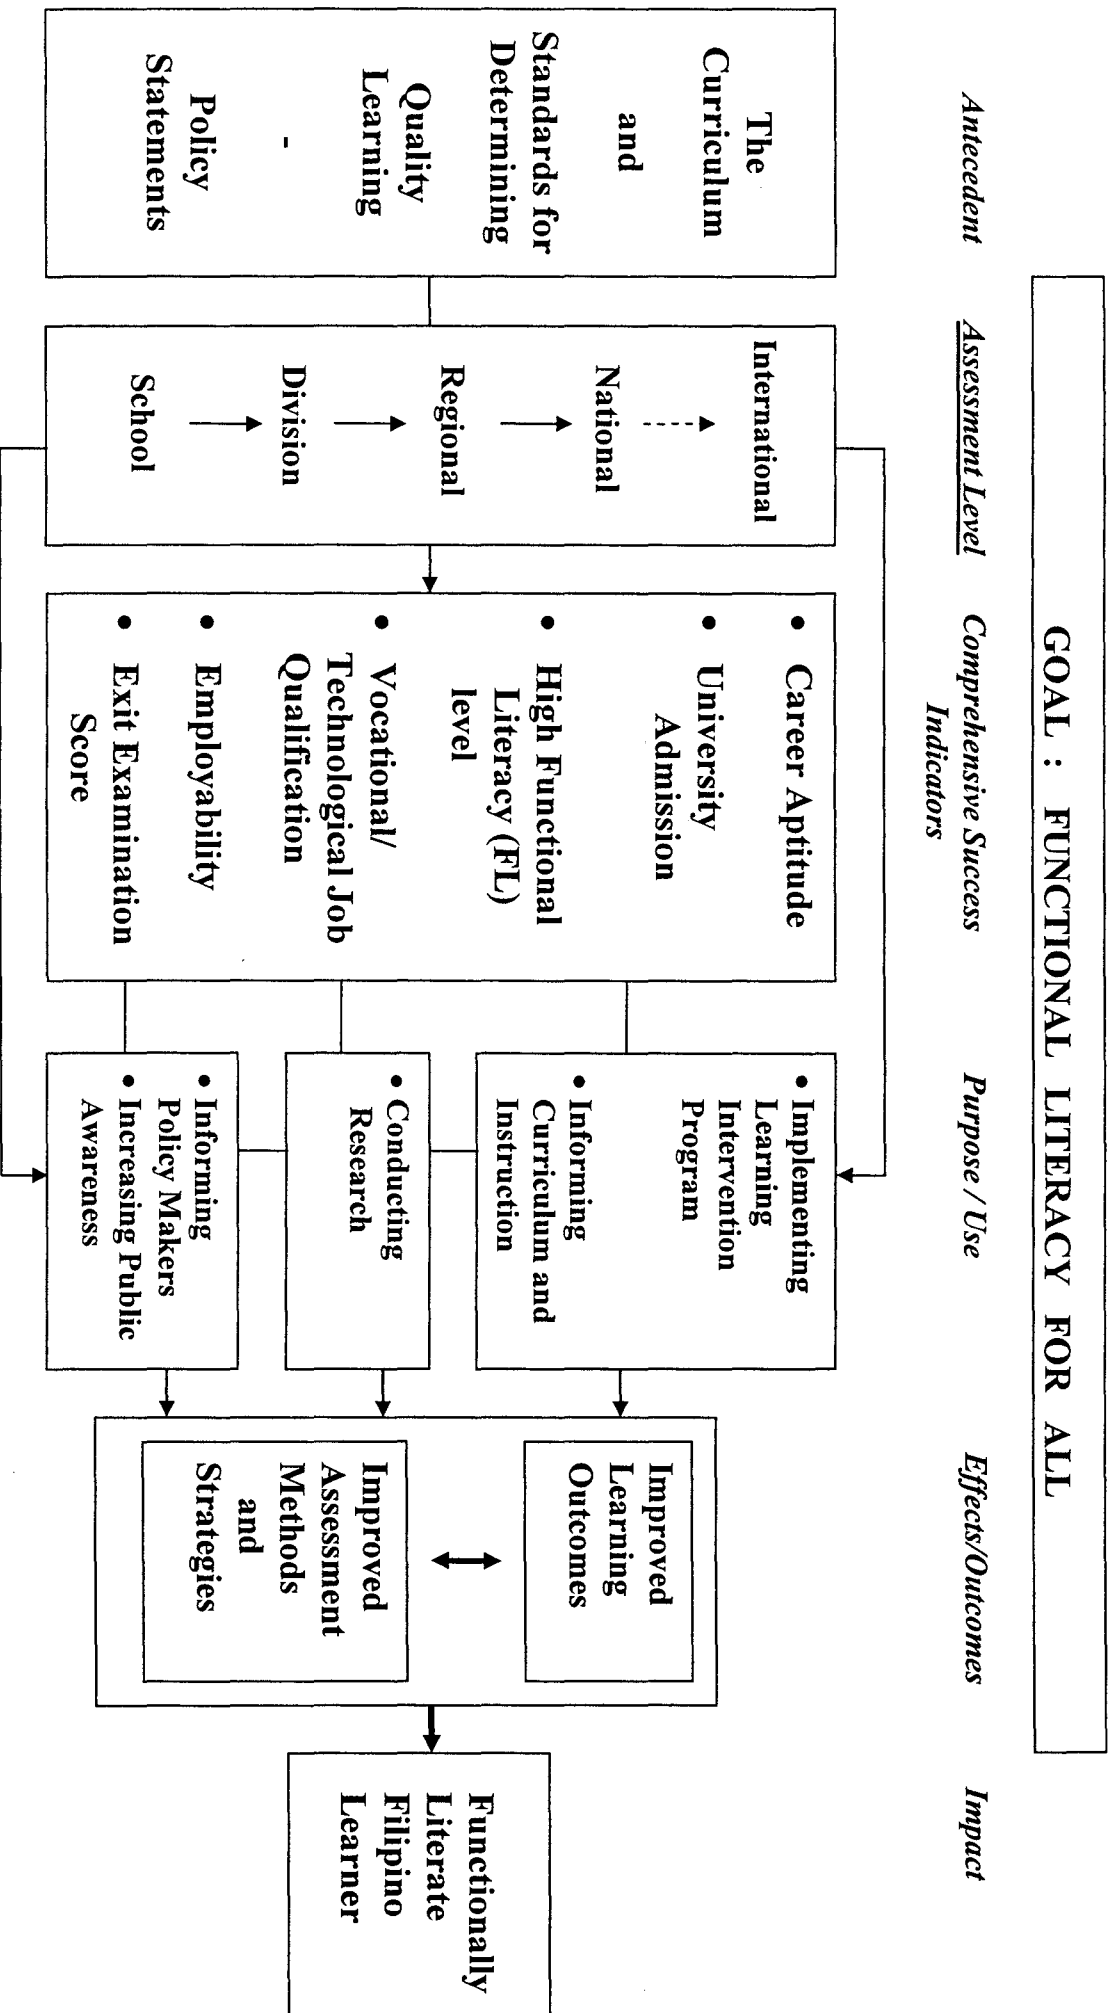 GOAL : FUNCTIONAL LITERACY FOR ALL
Antecedent
Assessment Level
Comprehensive Success
Indicators
Purpose / Use
Effects/Outcomes
Impact
The
Curriculum
and
Standards for
Determining
Quality
Learning
-
Policy
Statements
International
National
Regional
Division
School
• Career Aptitude
• University
Admission
• High Functional
Literacy (FL)
level
• Vocational/
Technological Job
Qualification
• Employability
• Exit Examination
Score
• Implementing
Learning
Intervention
Program
• Informing
Curriculum and
Instruction
• Conducting
Research
• Informing
Policy Makers
• Increasing Public
Awareness
Improved
Learning
Outcomes
Improved
Assessment
Methods
and
Strategies
Functionally
Literate
Filipino
Learner